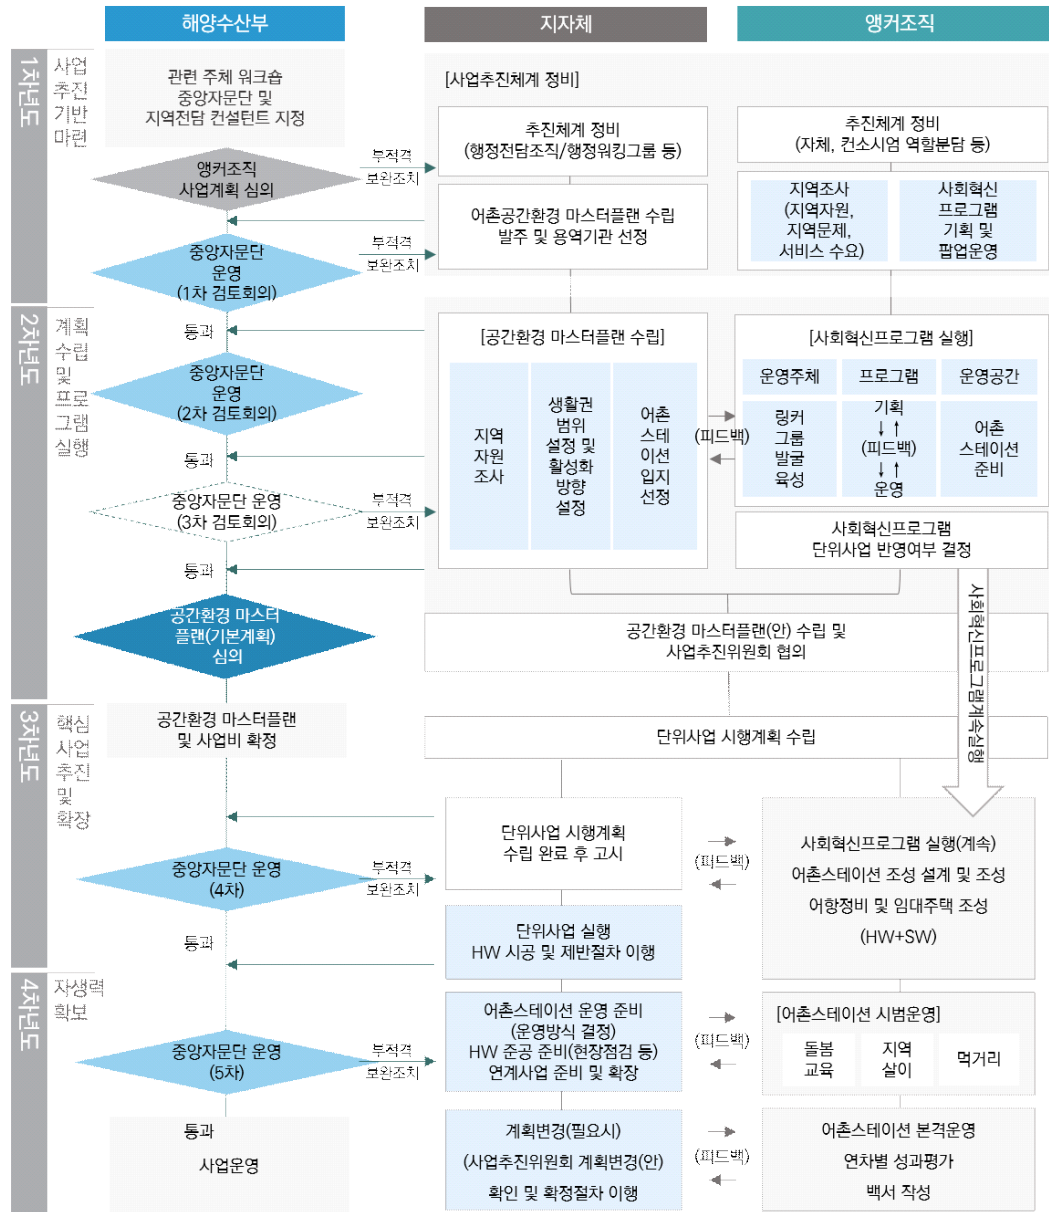 해양수산부
지자체
앵커조직
1차년도
사업
추진
기반
마련
관련 주체 워크숍
중앙자문단 및
지역전담 컨설턴트 지정
앵커조직
사업계획 심의
부적격
보완조치
중앙자문단
운영
(1차 검토회의)
부적격
보완조치
[사업추진체계 정비]
추진체계 정비
(행정전담조직/행정워킹그룹 등)
어촌공간환경 마스터플랜 수립
발주 및 용역기관 선정
추진체계 정비
(자체, 컨소시엄 역할분담 등)
지역조사
(지역자원,
지역문제,
서비스 수요)
사회혁신
프로그램
기획 및
팝업운영
2차년도
계획
수립
및
프로
그램
실행
통과
중앙자문단
운영
(2차 검토회의)
통과
중앙자문단 운영
(3차 검토회의)
부적격
보완조치
통과
공간환경 마스터
플랜(기본계획)
심의
[공간환경 마스터플랜 수립]
지역
자원
조사
생활권
범위
설정 및
활성화
방향
설정
어촌
스테
이션
입지
선정
(피드백)
[사회혁신프로그램 실행]
운영주체
프로그램
운영공간
링커
그룹
발굴
육성
기획
↓↑
(피드백)
↓↑
운영
어촌
스테이션
준비
사회혁신프로그램
단위사업 반영여부 결정
공간환경 마스터플랜(안) 수립 및
사업추진위원회 협의
사회혁신프로그램계속실행
3차년도
핵심
사업
추진
및
확장
공간환경 마스터플랜
및 사업비 확정
단위사업 시행계획 수립
중앙자문단 운영
(4차)
부적격
보완조치
통과
단위사업 시행계획
수립 완료 후 고시
단위사업 실행
HW 시공 및 제반절차 이행
(피드백)
사회혁신프로그램 실행(계속)
어촌스테이션 조성 설계 및 조성
어항정비 및 임대주택 조성
(HW+SW)
4차년도
자생력
확보
중앙자문단 운영
(5차)
부적격
보완조치
통과
사업운영
어촌스테이션 운영 준비
(운영방식 결정)
HW 준공 준비(현장점검 등)
연계사업 준비 및 확장
(피드백)
[어촌스테이션 시범운영]
돌봄
교육
지역
살이
먹거리
계획변경(필요시)
(사업추진위원회 계획변경(안)
확인 및 확정절차 이행
(피드백)
어촌스테이션 본격운영
연차별 성과평가
백서 작성